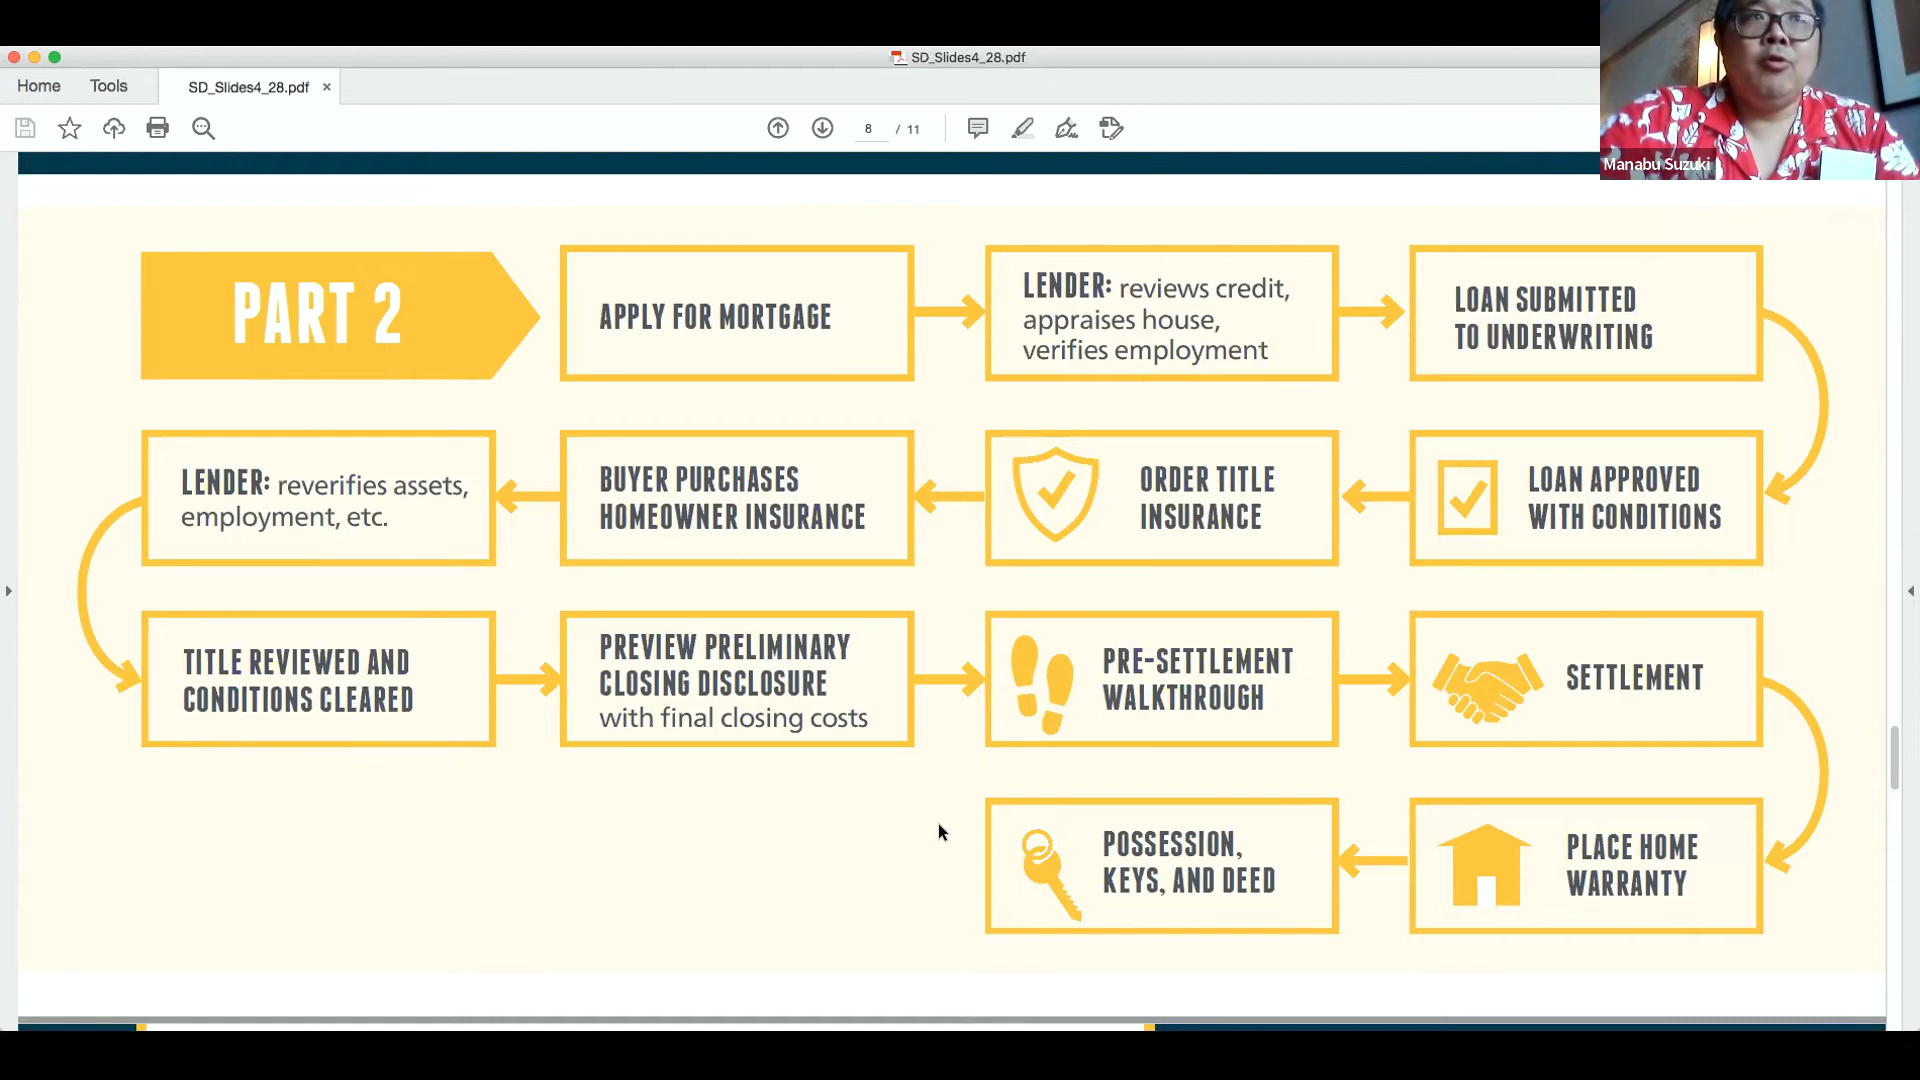 SD_Slides4_28.pdf
Home
Tools
SD_Slides4_28.pdf
8 / 11
Manabu Suzuki
PART 2
APPLY FOR MORTGAGE
LENDER: reviews credit,
appraises house,
verifies employment
LOAN SUBMITTED
TO UNDERWRITING
LOAN APPROVED
WITH CONDITIONS
ORDER TITLE
INSURANCE
BUYER PURCHASES
HOMEOWNER INSURANCE
LENDER: reverifies assets,
employment, etc.
TITLE REVIEWED AND
CONDITIONS CLEARED
PREVIEW PRELIMINARY
CLOSING DISCLOSURE
with final closing costs
PRE-SETTLEMENT
WALKTHROUGH
SETTLEMENT
PLACE HOME
WARRANTY
POSSESSION,
KEYS, AND DEED